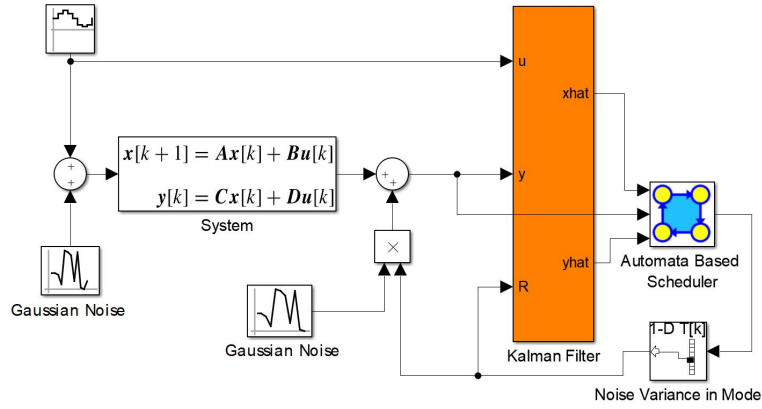 u
xhat
x[k + 1] = Ax[k] + Bu[k]
y[k] = Cx[k] + Du[k]
+
+
+
+
y
System
×
yhat
Automata Based
Scheduler
R
Gaussian Noise
Gaussian Noise
Kalman Filter
1-D T[k]
Noise Variance in Mode